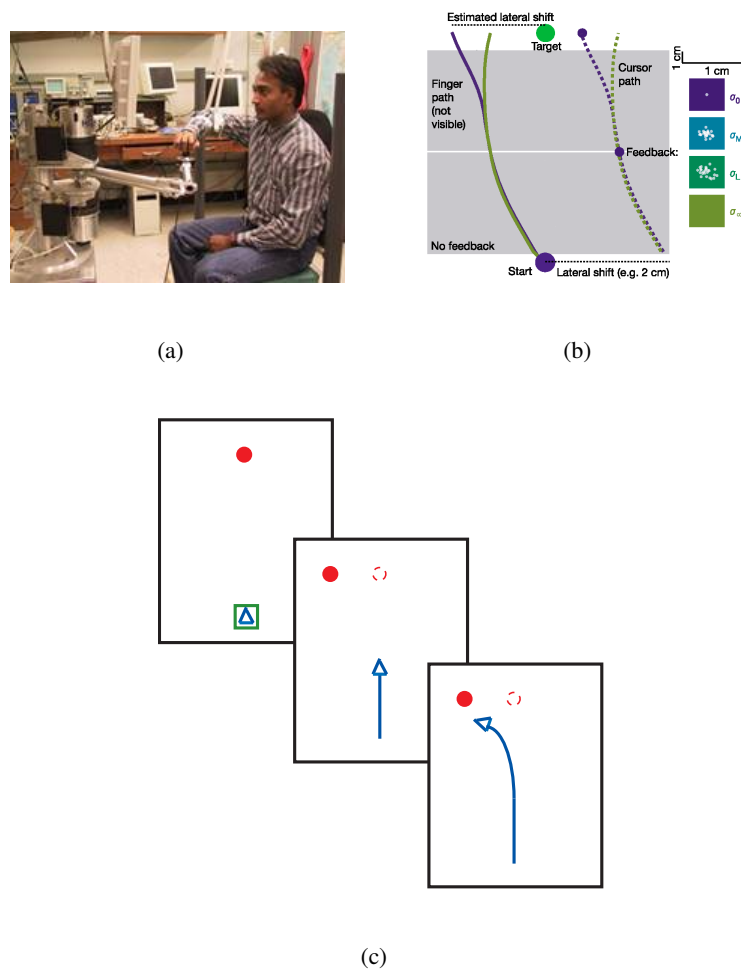 Estimated lateral shift
Target
Finger
path
(not
visible)
Cursor
path
1 cm
1 cm
σ0
σM
Feedback:
σL
σ∞
No feedback
Start
Lateral shift (e.g. 2 cm)
(a)
(b)
(c)